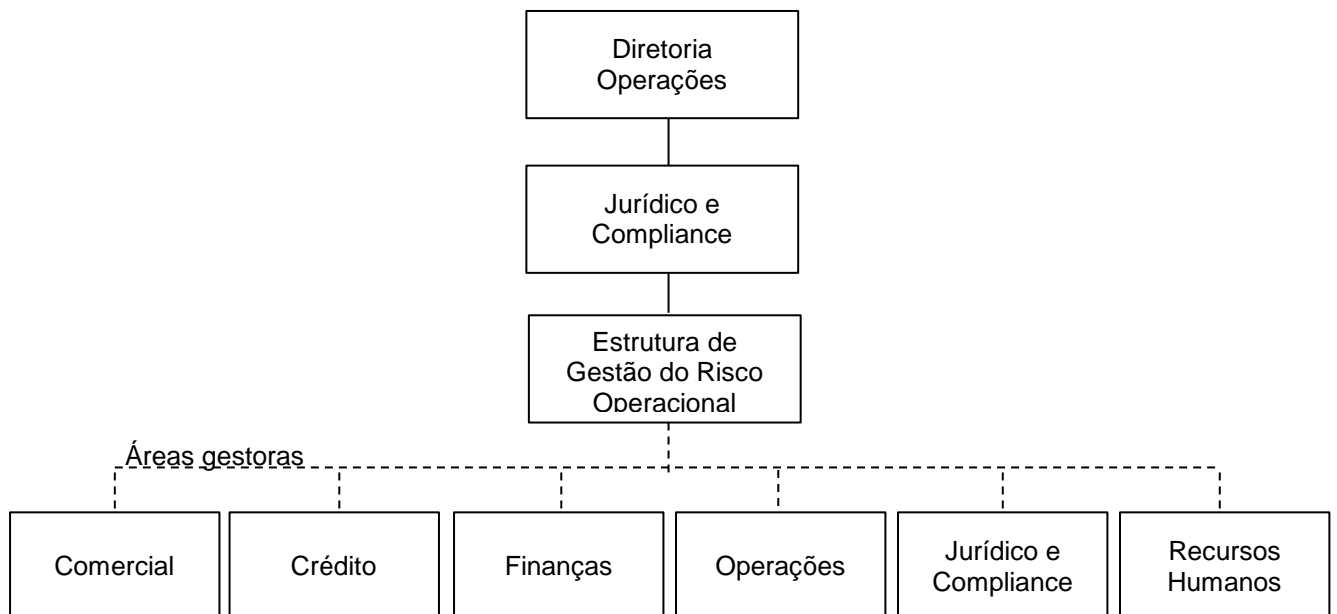 Diretoria
Operações
Jurídico e
Compliance
Estrutura de
Gestão do Risco
Operacional
Áreas gestoras
Comercial
Crédito
Finanças
Operações
Jurídico e
Compliance
Recursos
Humanos